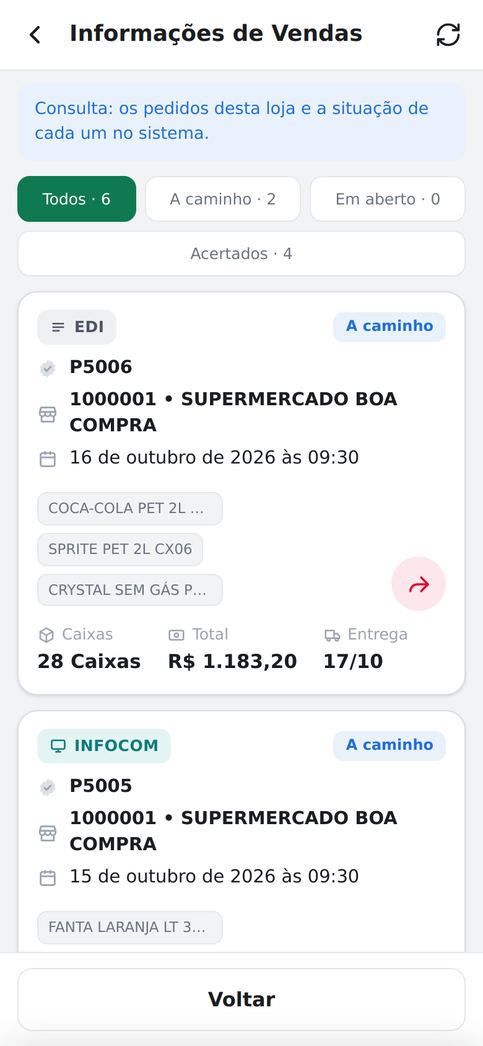 Informações de Vendas
Consulta: os pedidos desta loja e a situação de
cada um no sistema.
Todos · 6
A caminho · 2
Em aberto · 0
Acertados · 4
EDI
A caminho
P5006
1000001 • SUPERMERCADO BOA
COMPRA
16 de outubro de 2026 às 09:30
COCA-COLA PET 2L ...
SPRITE PET 2L CX06
CRYSTAL SEM GÁS P...
Caixas
Total
Entrega
28 Caixas
R$ 1.183,20
17/10
INFOCOM
A caminho
P5005
1000001 • SUPERMERCADO BOA
COMPRA
15 de outubro de 2026 às 09:30
FANTA LARANJA LT 3...
Voltar